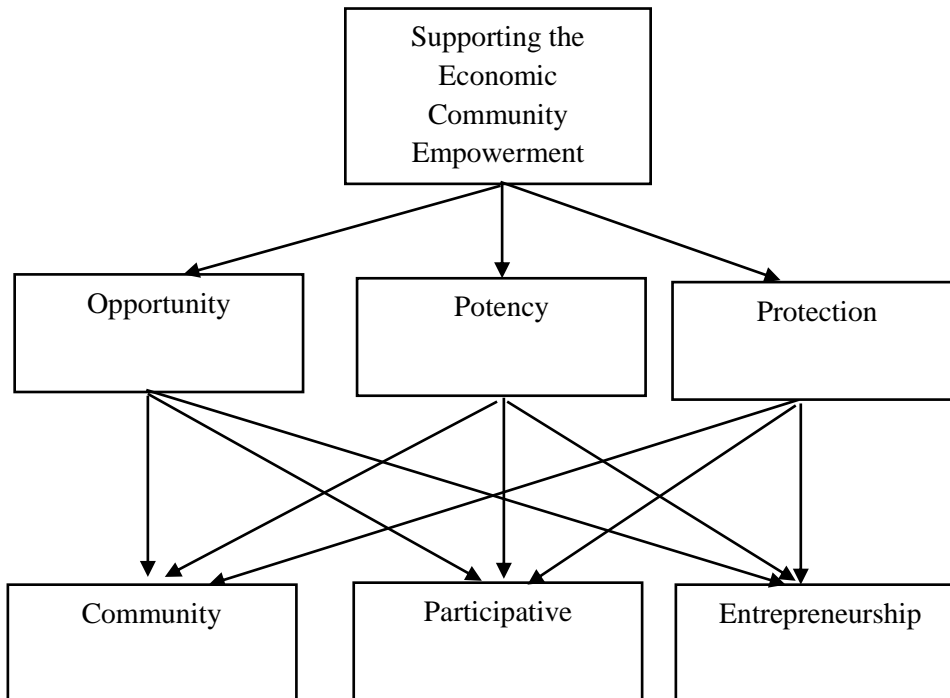 Supporting the
Economic
Community
Empowerment
Opportunity
Potency
Protection
Community
Participative
Entrepreneurship